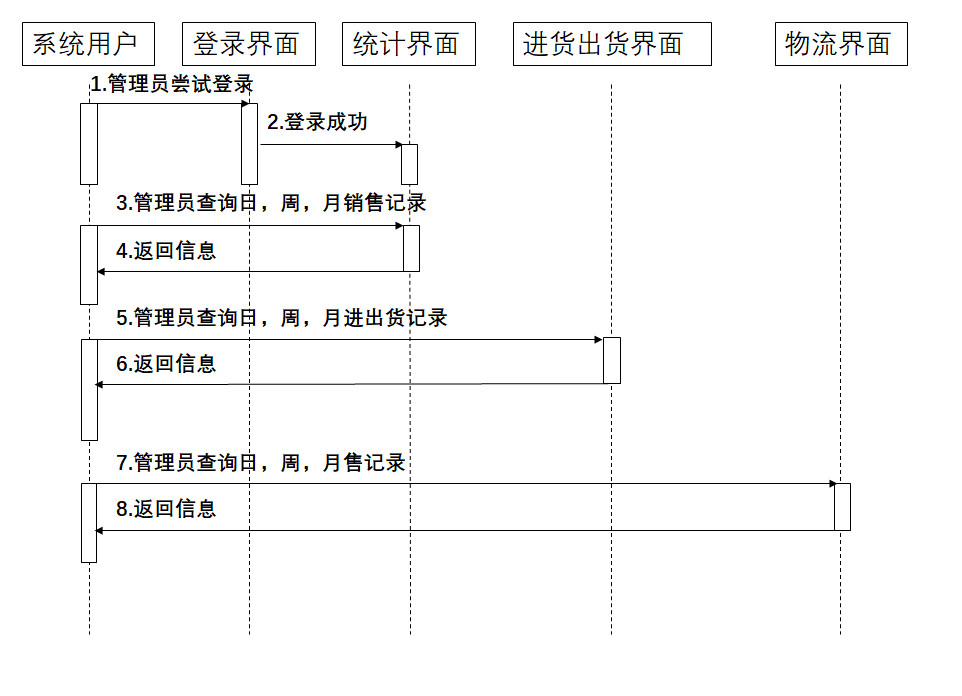 系统用户
登录界面
统计界面
进货出货界面
物流界面
1.管理员尝试登录
2.登录成功
3.管理员查询日，周，月销售记录
4.返回信息
5.管理员查询日，周，月进出货记录
6.返回信息
7.管理员查询日，周，月售记录
8.返回信息